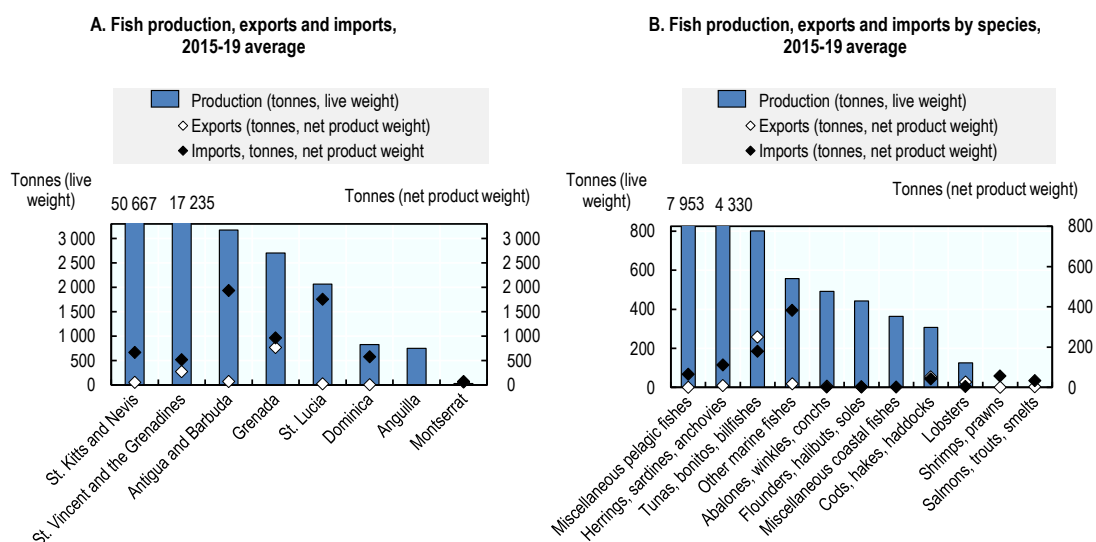 A. Fish production, exports and imports,
2015-19 average
Production (tonnes, live weight)
Exports (tonnes, net product weight)
Imports, tonnes, net product weight
Tonnes (live
weight)
Tonnes (net product weight)
50 667
17 235
3 000
2 500
2 000
1 500
1 000
500
0
3 000
2 500
2 000
1 500
1 000
500
0
St. Kitts and Nevis
St. Vincent and the Grenadines
Antigua and Barbuda
Grenada
St. Lucia
Dominica
Anguilla
Montserrat
B. Fish production, exports and imports by species,
2015-19 average
Production (tonnes, live weight)
Exports (tonnes, net product weight)
Imports (tonnes, net product weight)
Tonnes (live
weight)
Tonnes (net product weight)
7 953
4 330
800
600
400
200
0
800
600
400
200
0
Miscellaneous pelagic fishes
Herrings, sardines, anchovies
Tunas, bonitos, billfishes
Other marine fishes
Abalones, winkles, conchs
Flounders, halibuts, soles
Miscellaneous coastal fishes
Cods, hakes, haddocks
Lobsters
Shrimps, prawns
Salmons, trouts, smelts